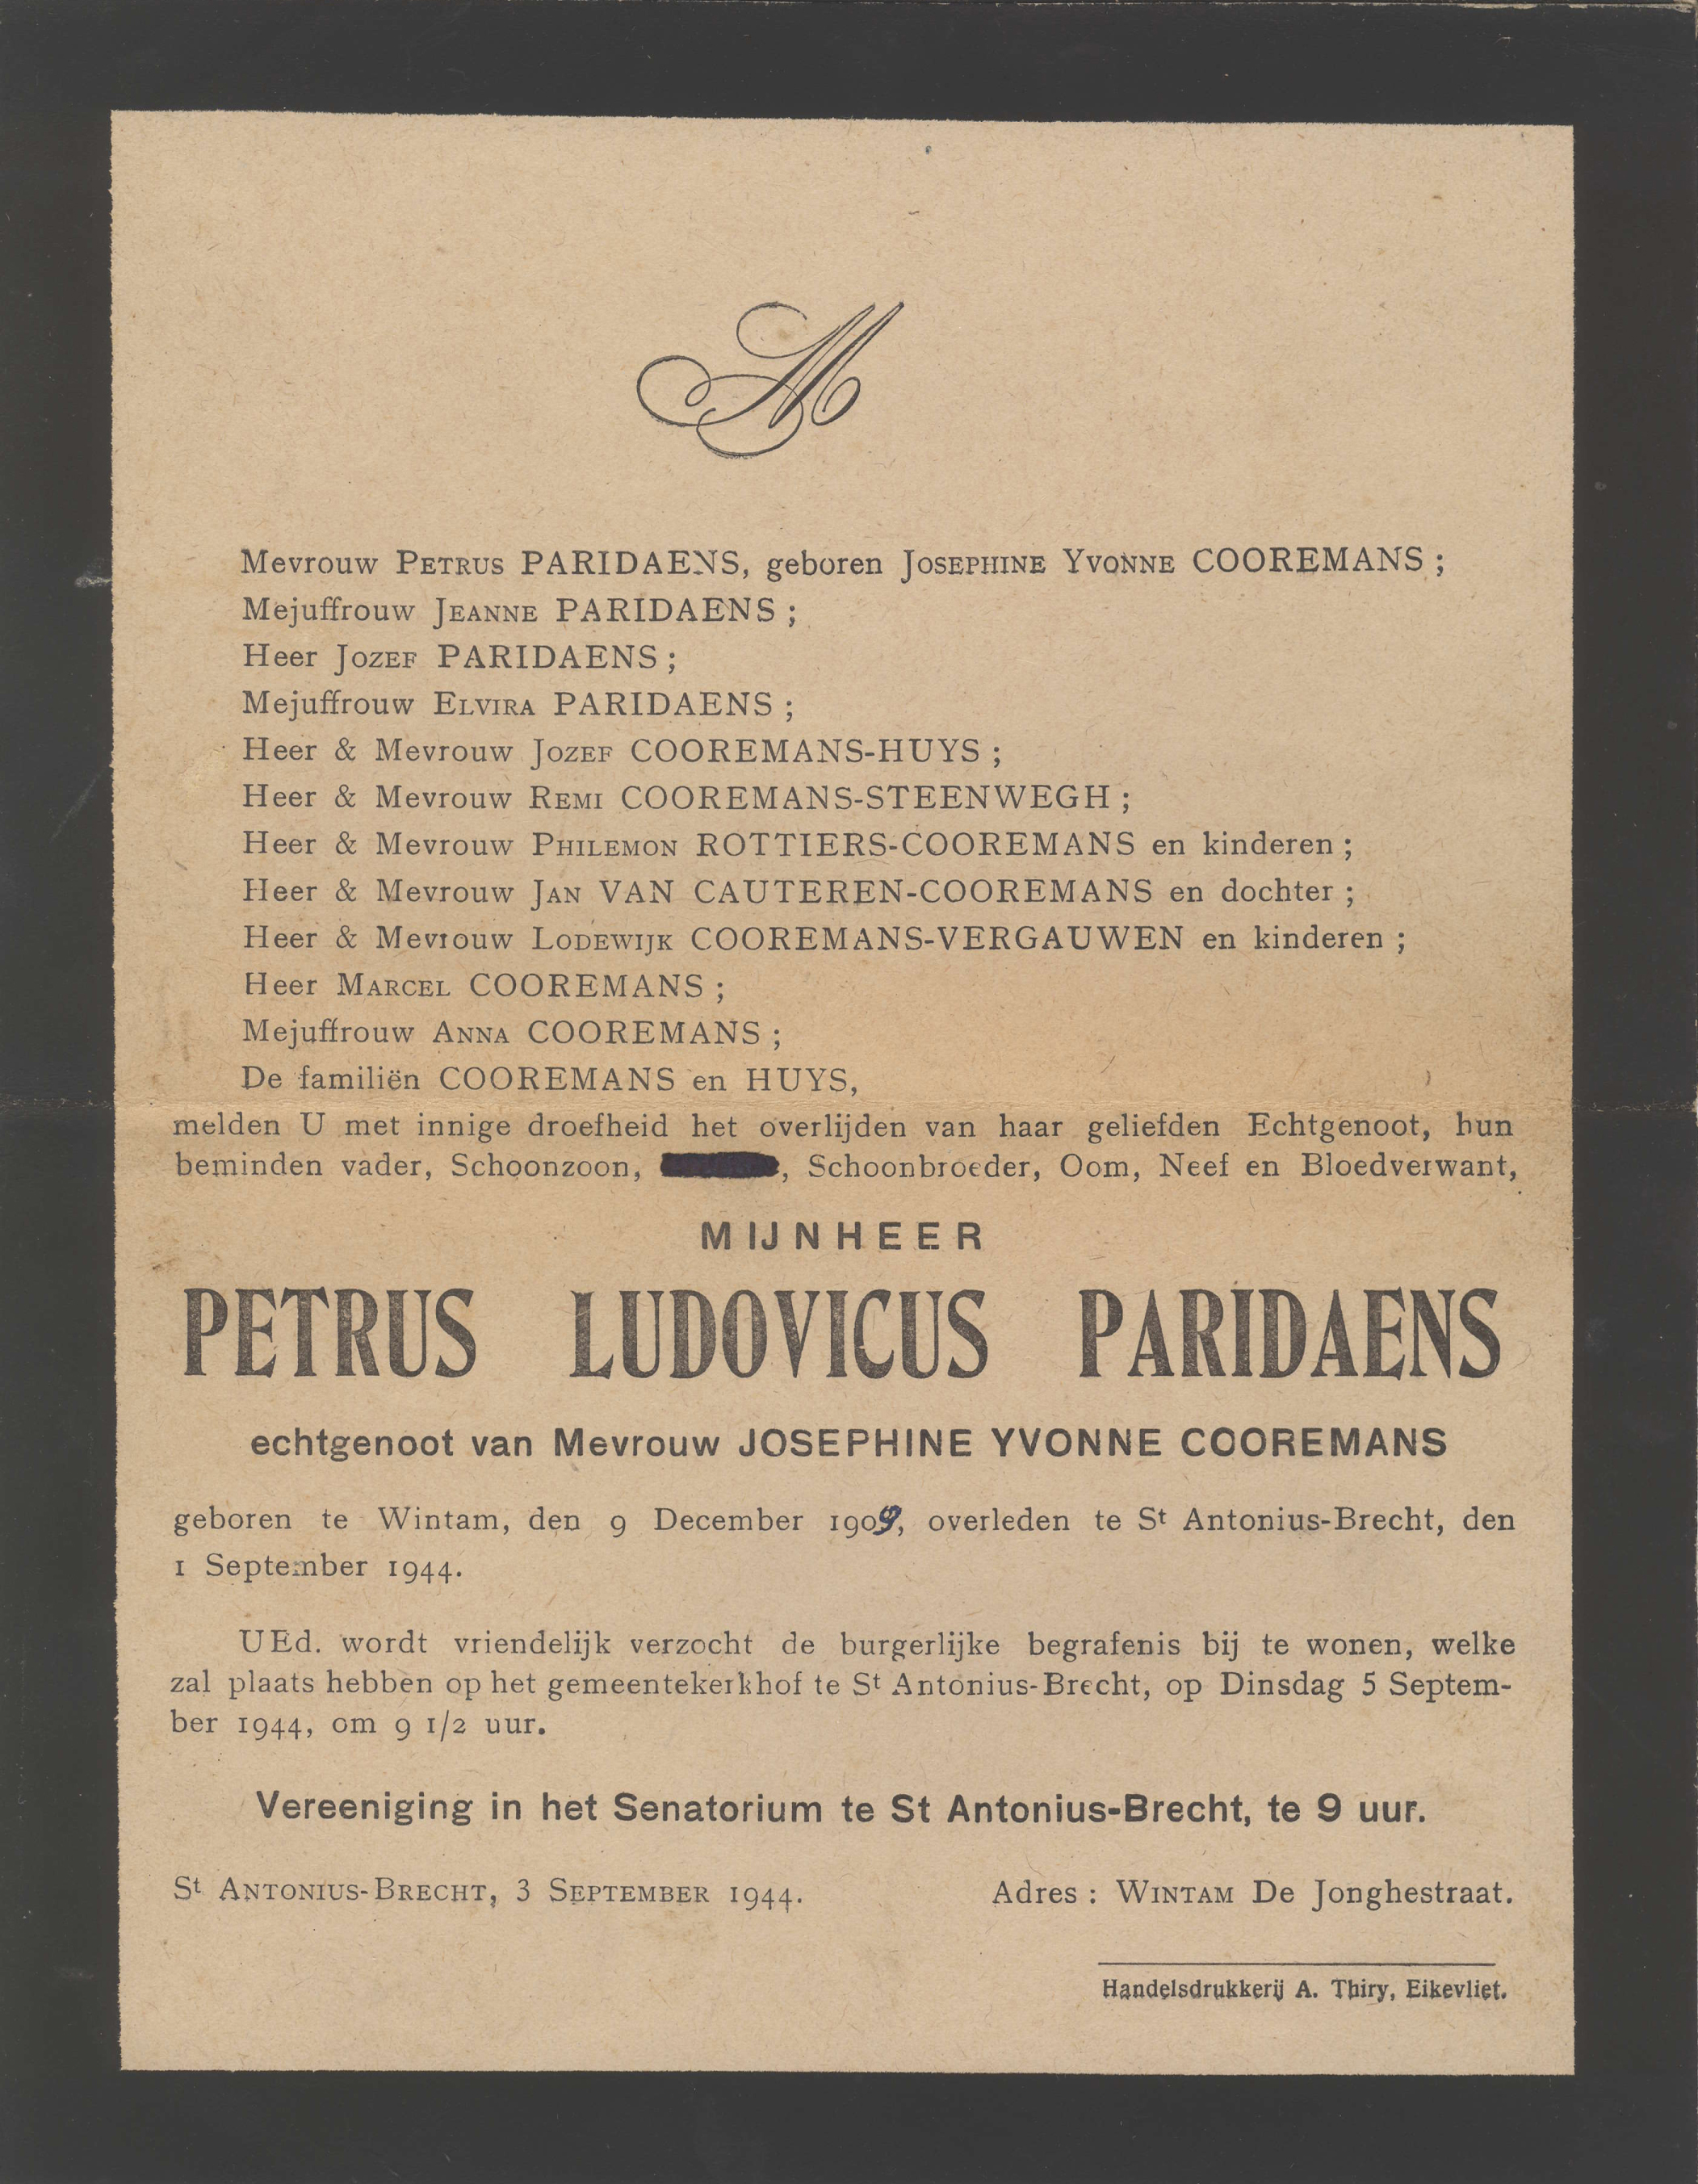 M
Mevrouw Petrus PARIDAENS, geboren Josephine Yvonne COOREMANS ;
Mejuffrouw Jeanne PARIDAENS ;
Heer Jozef PARIDAENS ;
Mejuffrouw Elvira PARIDAENS ;
Heer & Mevrouw Jozef COOREMANS-HUYS ;
Heer & Mevrouw Remi COOREMANS-STEENWEGH ;
Heer & Mevrouw Philemon ROTTIERS-COOREMANS en kinderen ;
Heer & Mevrouw Jan VAN CAUTEREN-COOREMANS en dochter ;
Heer & Mevrouw Lodewijk COOREMANS-VERGAUWEN en kinderen ;
Heer Marcel COOREMANS ;
Mejuffrouw Anna COOREMANS ;
De familiën COOREMANS en HUYS,
melden U met innige droefheid het overlijden van haar geliefden Echtgenoot, hun
beminden vader, Schoonzoon, , Schoonbroeder, Oom, Neef en Bloedverwant,
MIJNHEER
PETRUS LUDOVICUS PARIDAENS
echtgenoot van Mevrouw JOSEPHINE YVONNE COOREMANS
geboren te Wintam, den 9 December 1909, overleden te St Antonius-Brecht, den
1 September 1944.
UEd. wordt vriendelijk verzocht de burgerlijke begrafenis bij te wonen, welke
zal plaats hebben op het gemeentekerkhof te St Antonius-Brecht, op Dinsdag 5 Septem-
ber 1944, om 9 1/2 uur.
Vereeniging in het Senatorium te St Antonius-Brecht, te 9 uur.
St Antonius-Brecht, 3 September 1944. Adres : Wintam De Jonghestraat.
Handelsdrukkerij A. Thiry, Eikevliet.